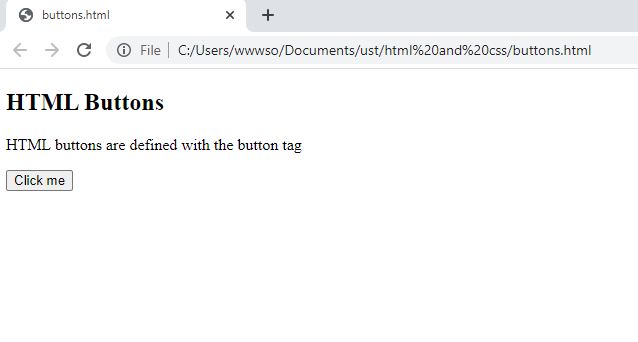 buttons.html
File
C:/Users/wwwso/Documents/ust/html%20and%20css/buttons.html
HTML Buttons
HTML buttons are defined with the button tag
Click me